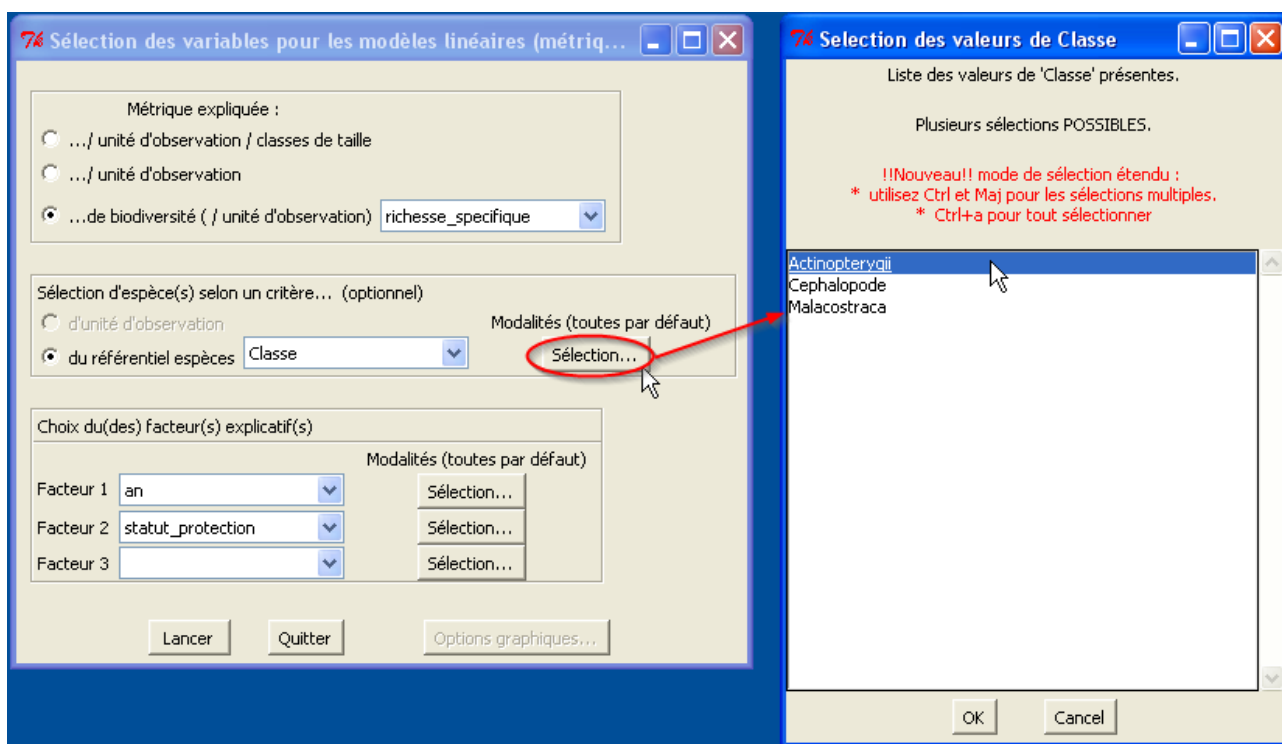 Sélection des variables pour les modèles linéaires (métriq...
Métrique expliquée :
.../ unité d'observation / classes de taille
.../ unité d'observation
...de biodiversité ( / unité d'observation) richesse_specifique
Sélection d'espèce(s) selon un critère... (optionnel)
d'unité d'observation
Modalités (toutes par défaut)
du référentiel espèces Classe Sélection...
Choix du(des) facteur(s) explicatif(s)
Modalités (toutes par défaut)
Facteur 1 an Sélection...
Facteur 2 statut_protection Sélection...
Facteur 3 Sélection...
Lancer Quitter Options graphiques...
Selection des valeurs de Classe
Liste des valeurs de 'Classe' présentes.
Plusieurs sélections POSSIBLES.
!!Nouveau!! mode de sélection étendu :
* utilisez Ctrl et Maj pour les sélections multiples.
* Ctrl+a pour tout sélectionner
Actinopterygii
Cephalopode
Malacostraca
OK Cancel